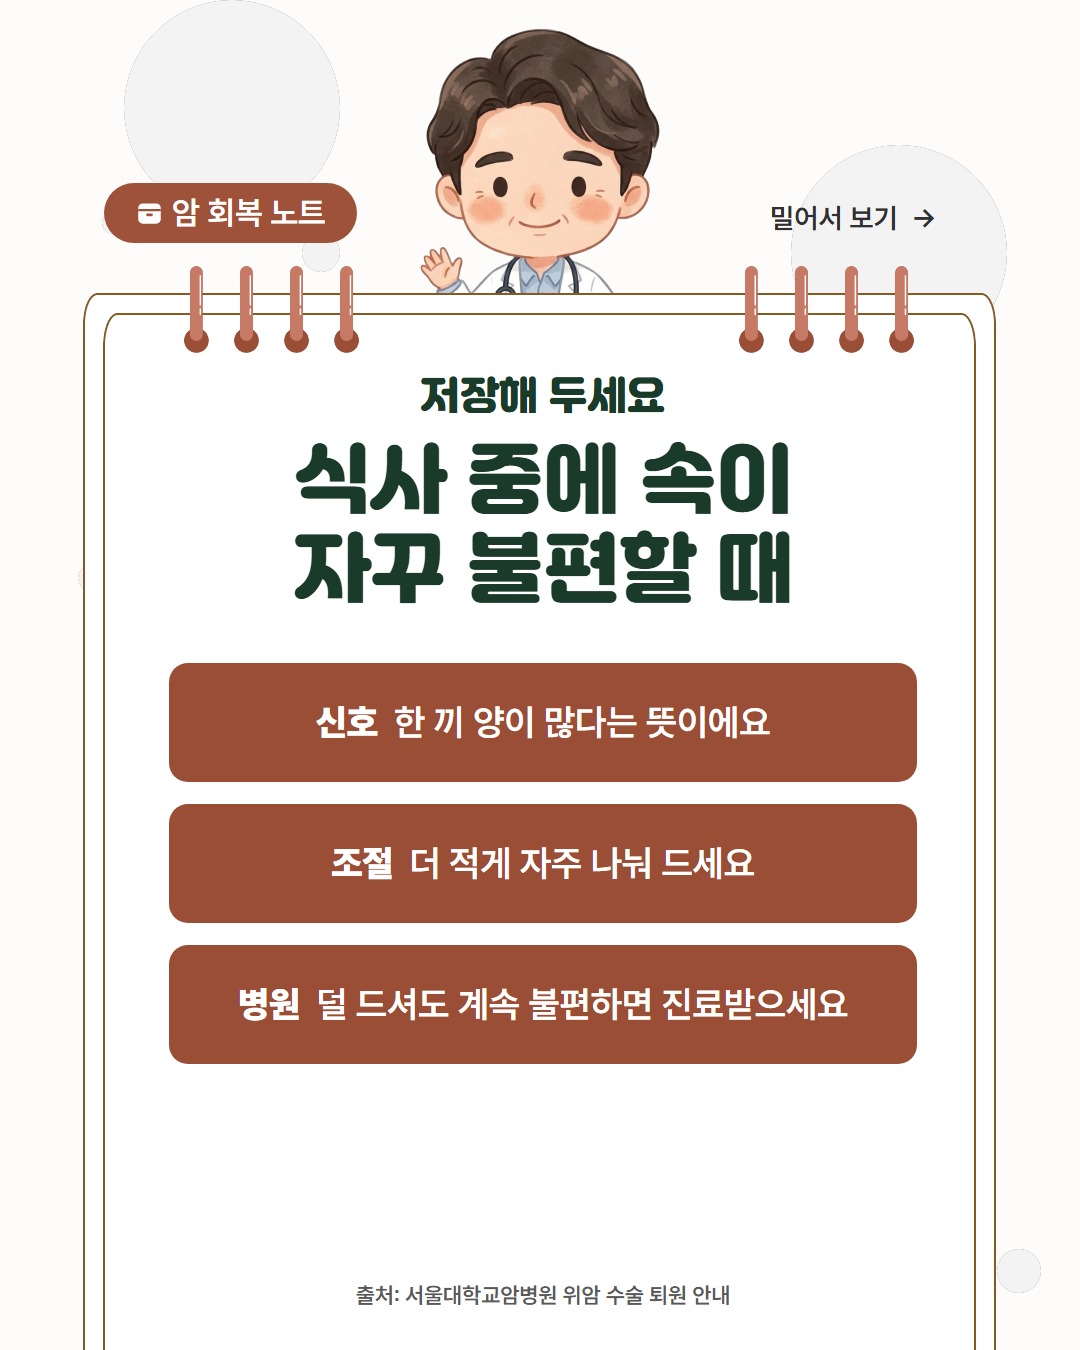 암 회복 노트
밀어서 보기 →
저장해 두세요
식사 중에 속이
자꾸 불편할 때
신호 한 끼 양이 많다는 뜻이에요
조절 더 적게 자주 나눠 드세요
병원 덜 드셔도 계속 불편하면 진료받으세요
출처: 서울대학교암병원 위암 수술 퇴원 안내